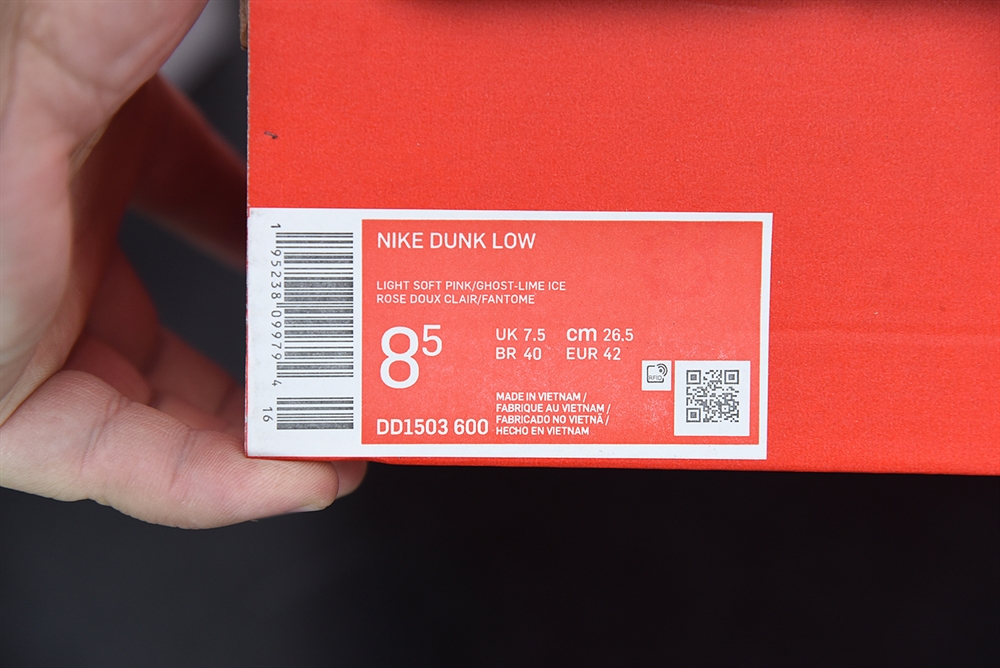 NIKE DUNK LOW
LIGHT SOFT PINK/GHOST-LIME ICE
ROSE DOUX CLAIR/FANTOME
8⁵
UK 7.5 cm 26.5
BR 40 EUR 42
MADE IN VIETNAM /
FABRIQUE AU VIETNAM /
FABRICADO NO VIETNÃ /
HECHO EN VIETNAM
DD1503 600
RFID
1 95238 09979 4
16